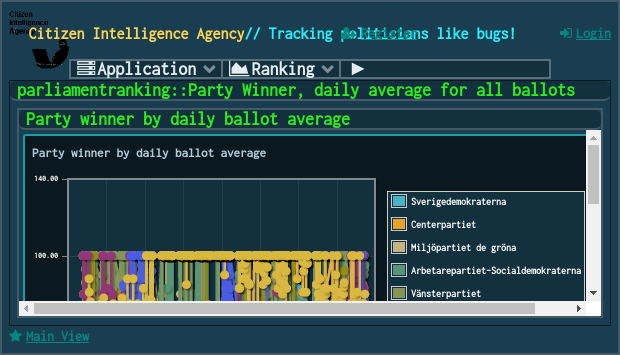 Citizen
Intelligence
Agency
Citizen Intelligence Agency// Tracking politicians like bugs!
Register
Login
Application
Ranking
parliamentranking::Party Winner, daily average for all ballots
Party winner by daily ballot average
Party winner by daily ballot average
140.00
100.00
Sverigedemokraterna
Centerpartiet
Miljöpartiet de gröna
Arbetarepartiet-Socialdemokraterna
Vänsterpartiet
Main View